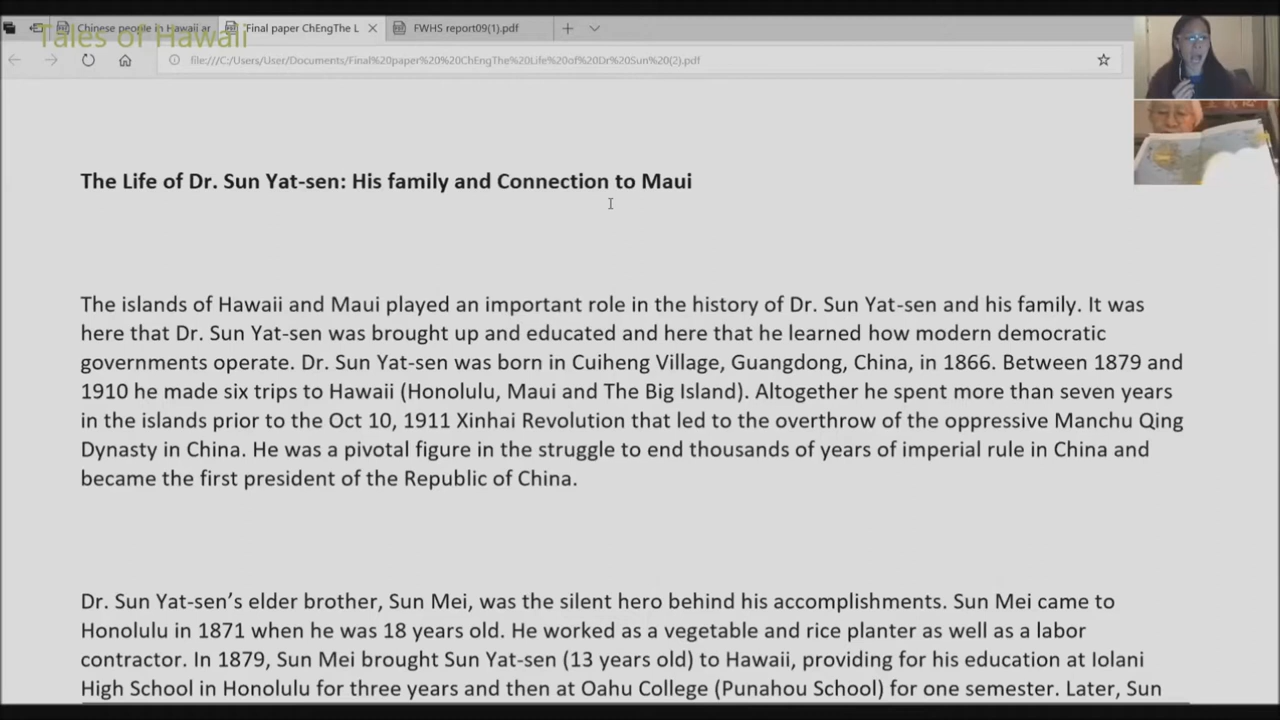 Tales of Hawaii
Chinese people in Hawaii ar
Final paper ChEngThe L
FWHS report09(1).pdf
file:///C:/Users/User/Documents/Final%20paper%20%20ChEngThe%20Life%20of%20Dr%20Sun%20(2).pdf
The Life of Dr. Sun Yat-sen: His family and Connection to Maui
The islands of Hawaii and Maui played an important role in the history of Dr. Sun Yat-sen and his family. It was
here that Dr. Sun Yat-sen was brought up and educated and here that he learned how modern democratic
governments operate. Dr. Sun Yat-sen was born in Cuiheng Village, Guangdong, China, in 1866. Between 1879 and
1910 he made six trips to Hawaii (Honolulu, Maui and The Big Island). Altogether he spent more than seven years
in the islands prior to the Oct 10, 1911 Xinhai Revolution that led to the overthrow of the oppressive Manchu Qing
Dynasty in China. He was a pivotal figure in the struggle to end thousands of years of imperial rule in China and
became the first president of the Republic of China.
Dr. Sun Yat-sen’s elder brother, Sun Mei, was the silent hero behind his accomplishments. Sun Mei came to
Honolulu in 1871 when he was 18 years old. He worked as a vegetable and rice planter as well as a labor
contractor. In 1879, Sun Mei brought Sun Yat-sen (13 years old) to Hawaii, providing for his education at Iolani
High School in Honolulu for three years and then at Oahu College (Punahou School) for one semester. Later, Sun